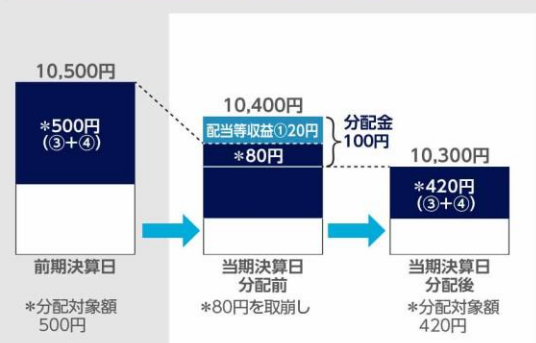 10,500円
*500円
(③+④)
前期決算日
*分配対象額
500円
10,400円
配当等収益①20円
*80円
分配金
100円
当期決算日
分配前
*80円を取崩し
10,300円
*420円
(③+④)
当期決算日
分配後
*分配対象額
420円